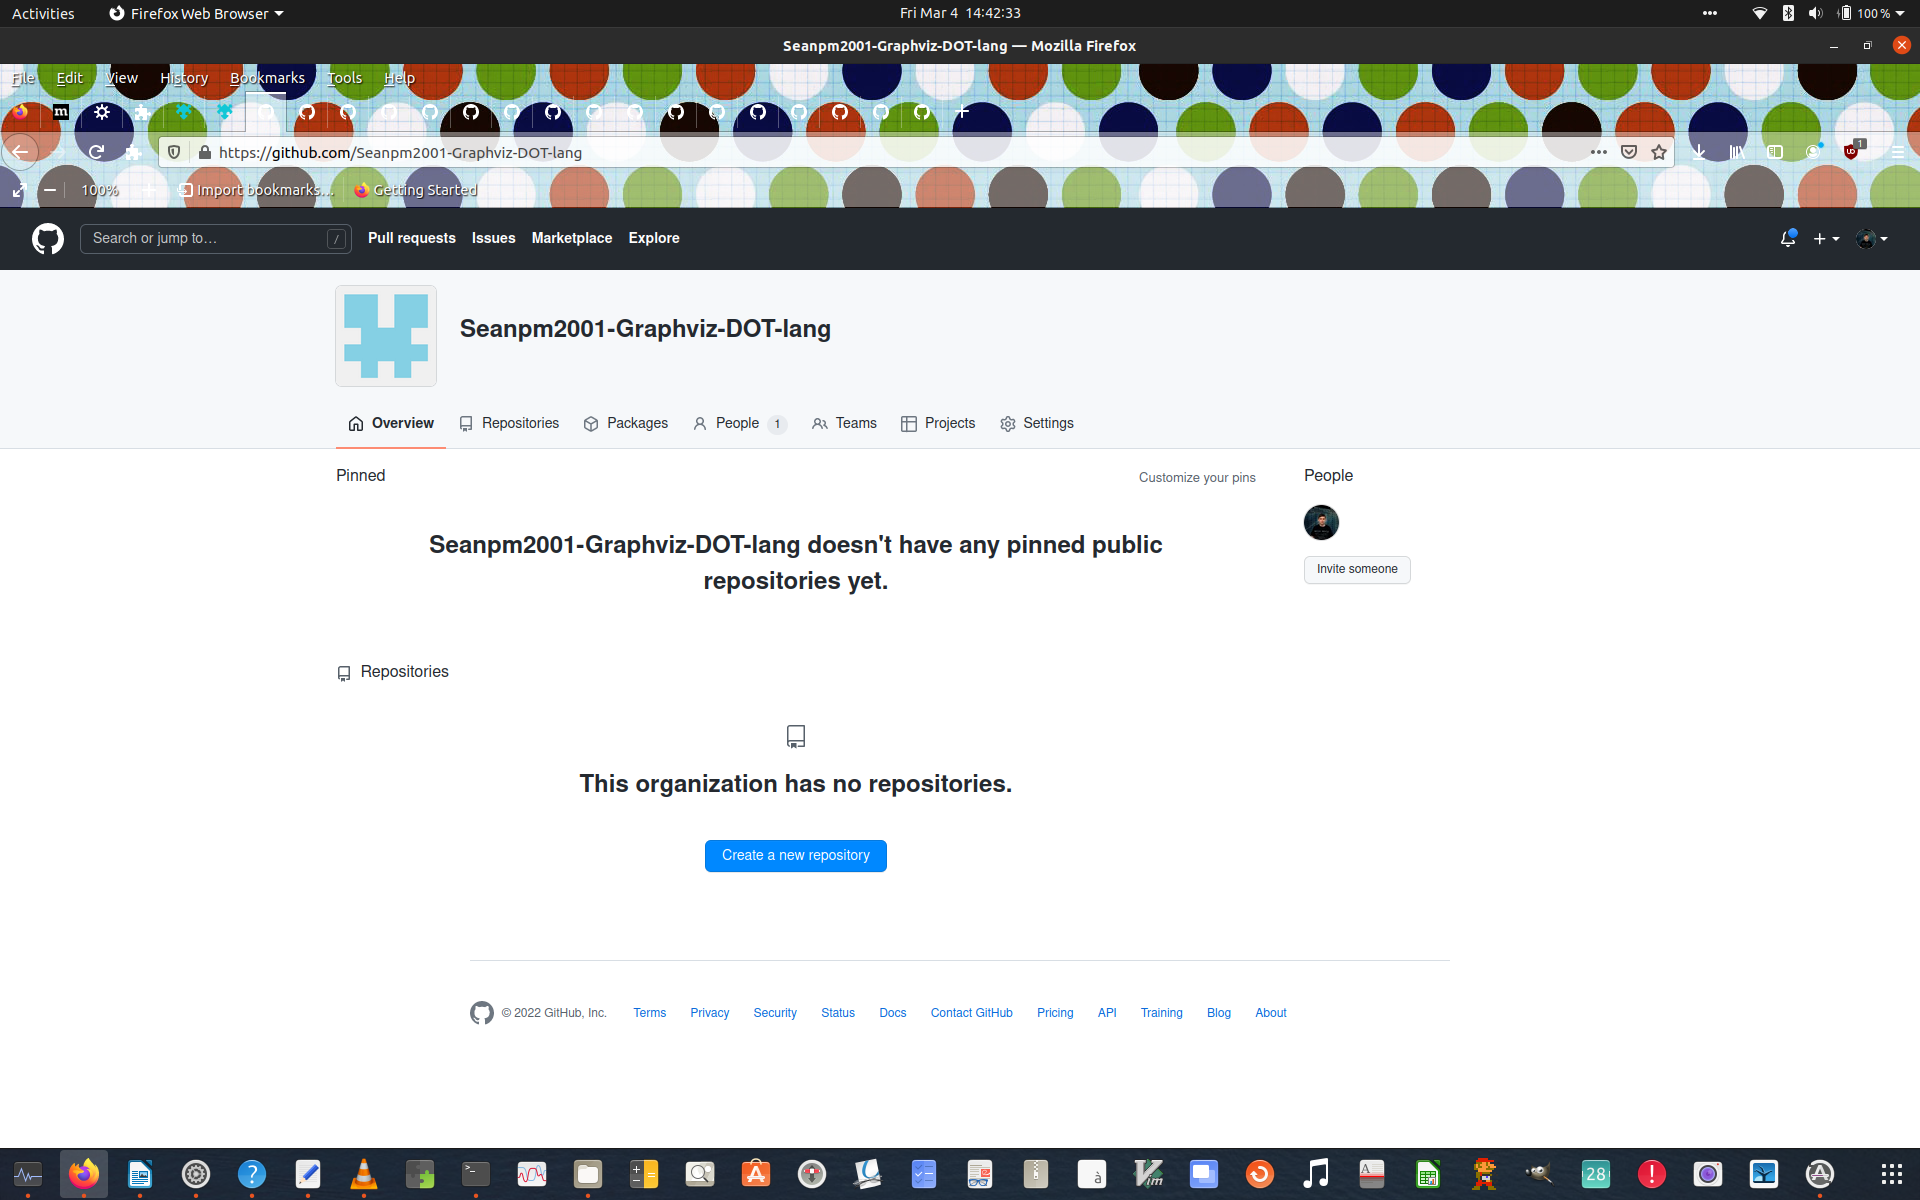 Activities
Firefox Web Browser
Fri Mar 4 14:42:33
100 %
Seanpm2001-Graphviz-DOT-lang — Mozilla Firefox
File Edit View History Bookmarks Tools Help
m
https://github.com/Seanpm2001-Graphviz-DOT-lang
1
100%
Import bookmarks...
Getting Started
Search or jump to…
/
Pull requests
Issues
Marketplace
Explore
Seanpm2001-Graphviz-DOT-lang
Overview
Repositories
Packages
People 1
Teams
Projects
Settings
Pinned
Customize your pins
Seanpm2001-Graphviz-DOT-lang doesn't have any pinned public
repositories yet.
People
Invite someone
Repositories
This organization has no repositories.
Create a new repository
© 2022 GitHub, Inc.
Terms
Privacy
Security
Status
Docs
Contact GitHub
Pricing
API
Training
Blog
About
?
>_
à
Vim
A
28